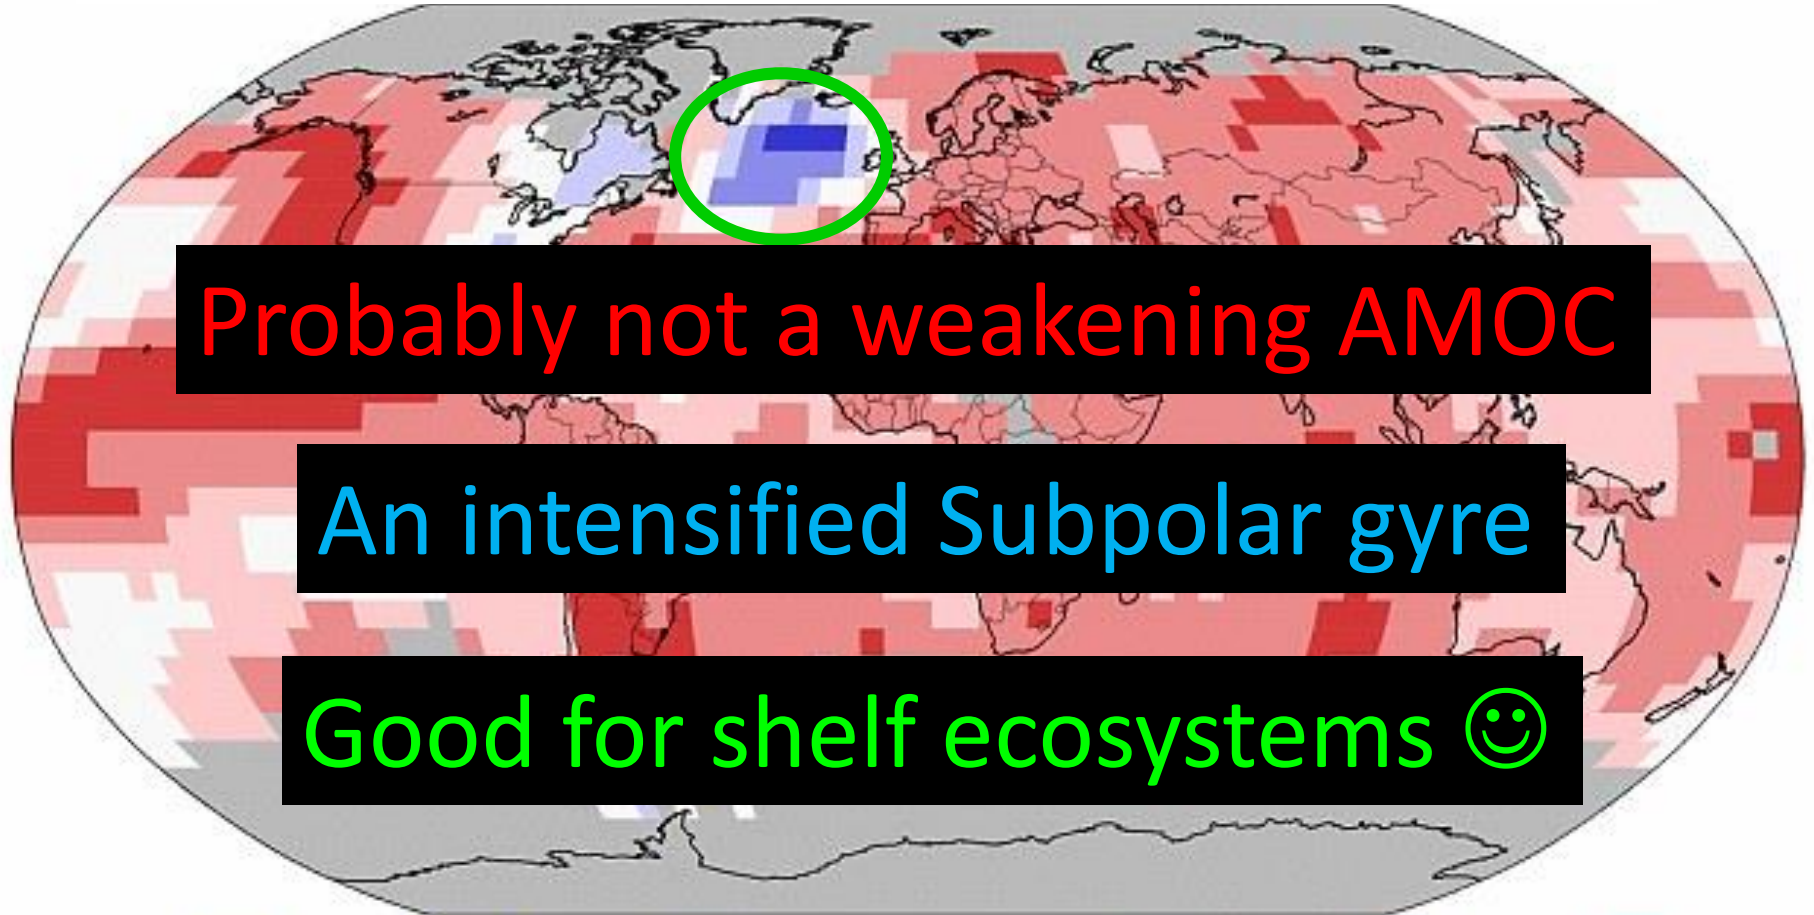 Probably not a weakening AMOC
An intensified Subpolar gyre
Good for shelf ecosystems ☺